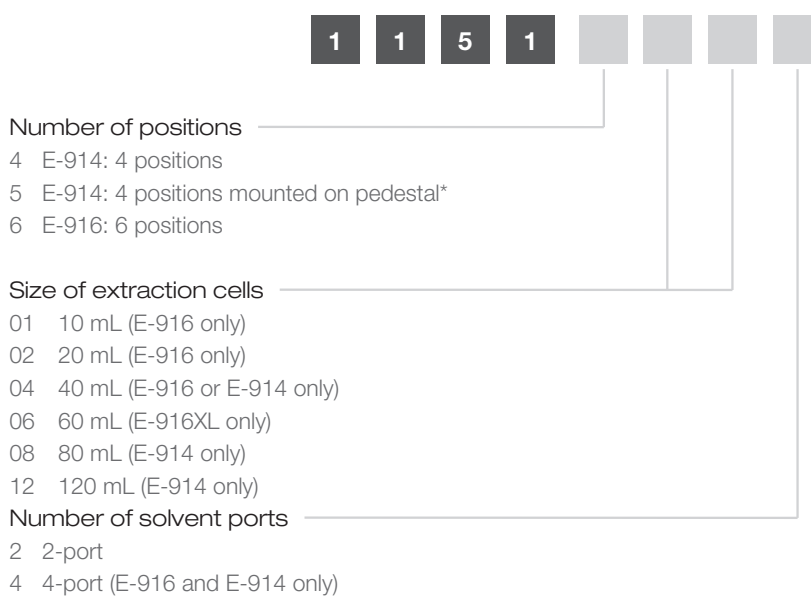 1 1 5 1
Number of positions
4 E-914: 4 positions
5 E-914: 4 positions mounted on pedestal*
6 E-916: 6 positions
Size of extraction cells
01 10 mL (E-916 only)
02 20 mL (E-916 only)
04 40 mL (E-916 or E-914 only)
06 60 mL (E-916XL only)
08 80 mL (E-914 only)
12 120 mL (E-914 only)
Number of solvent ports
2 2-port
4 4-port (E-916 and E-914 only)